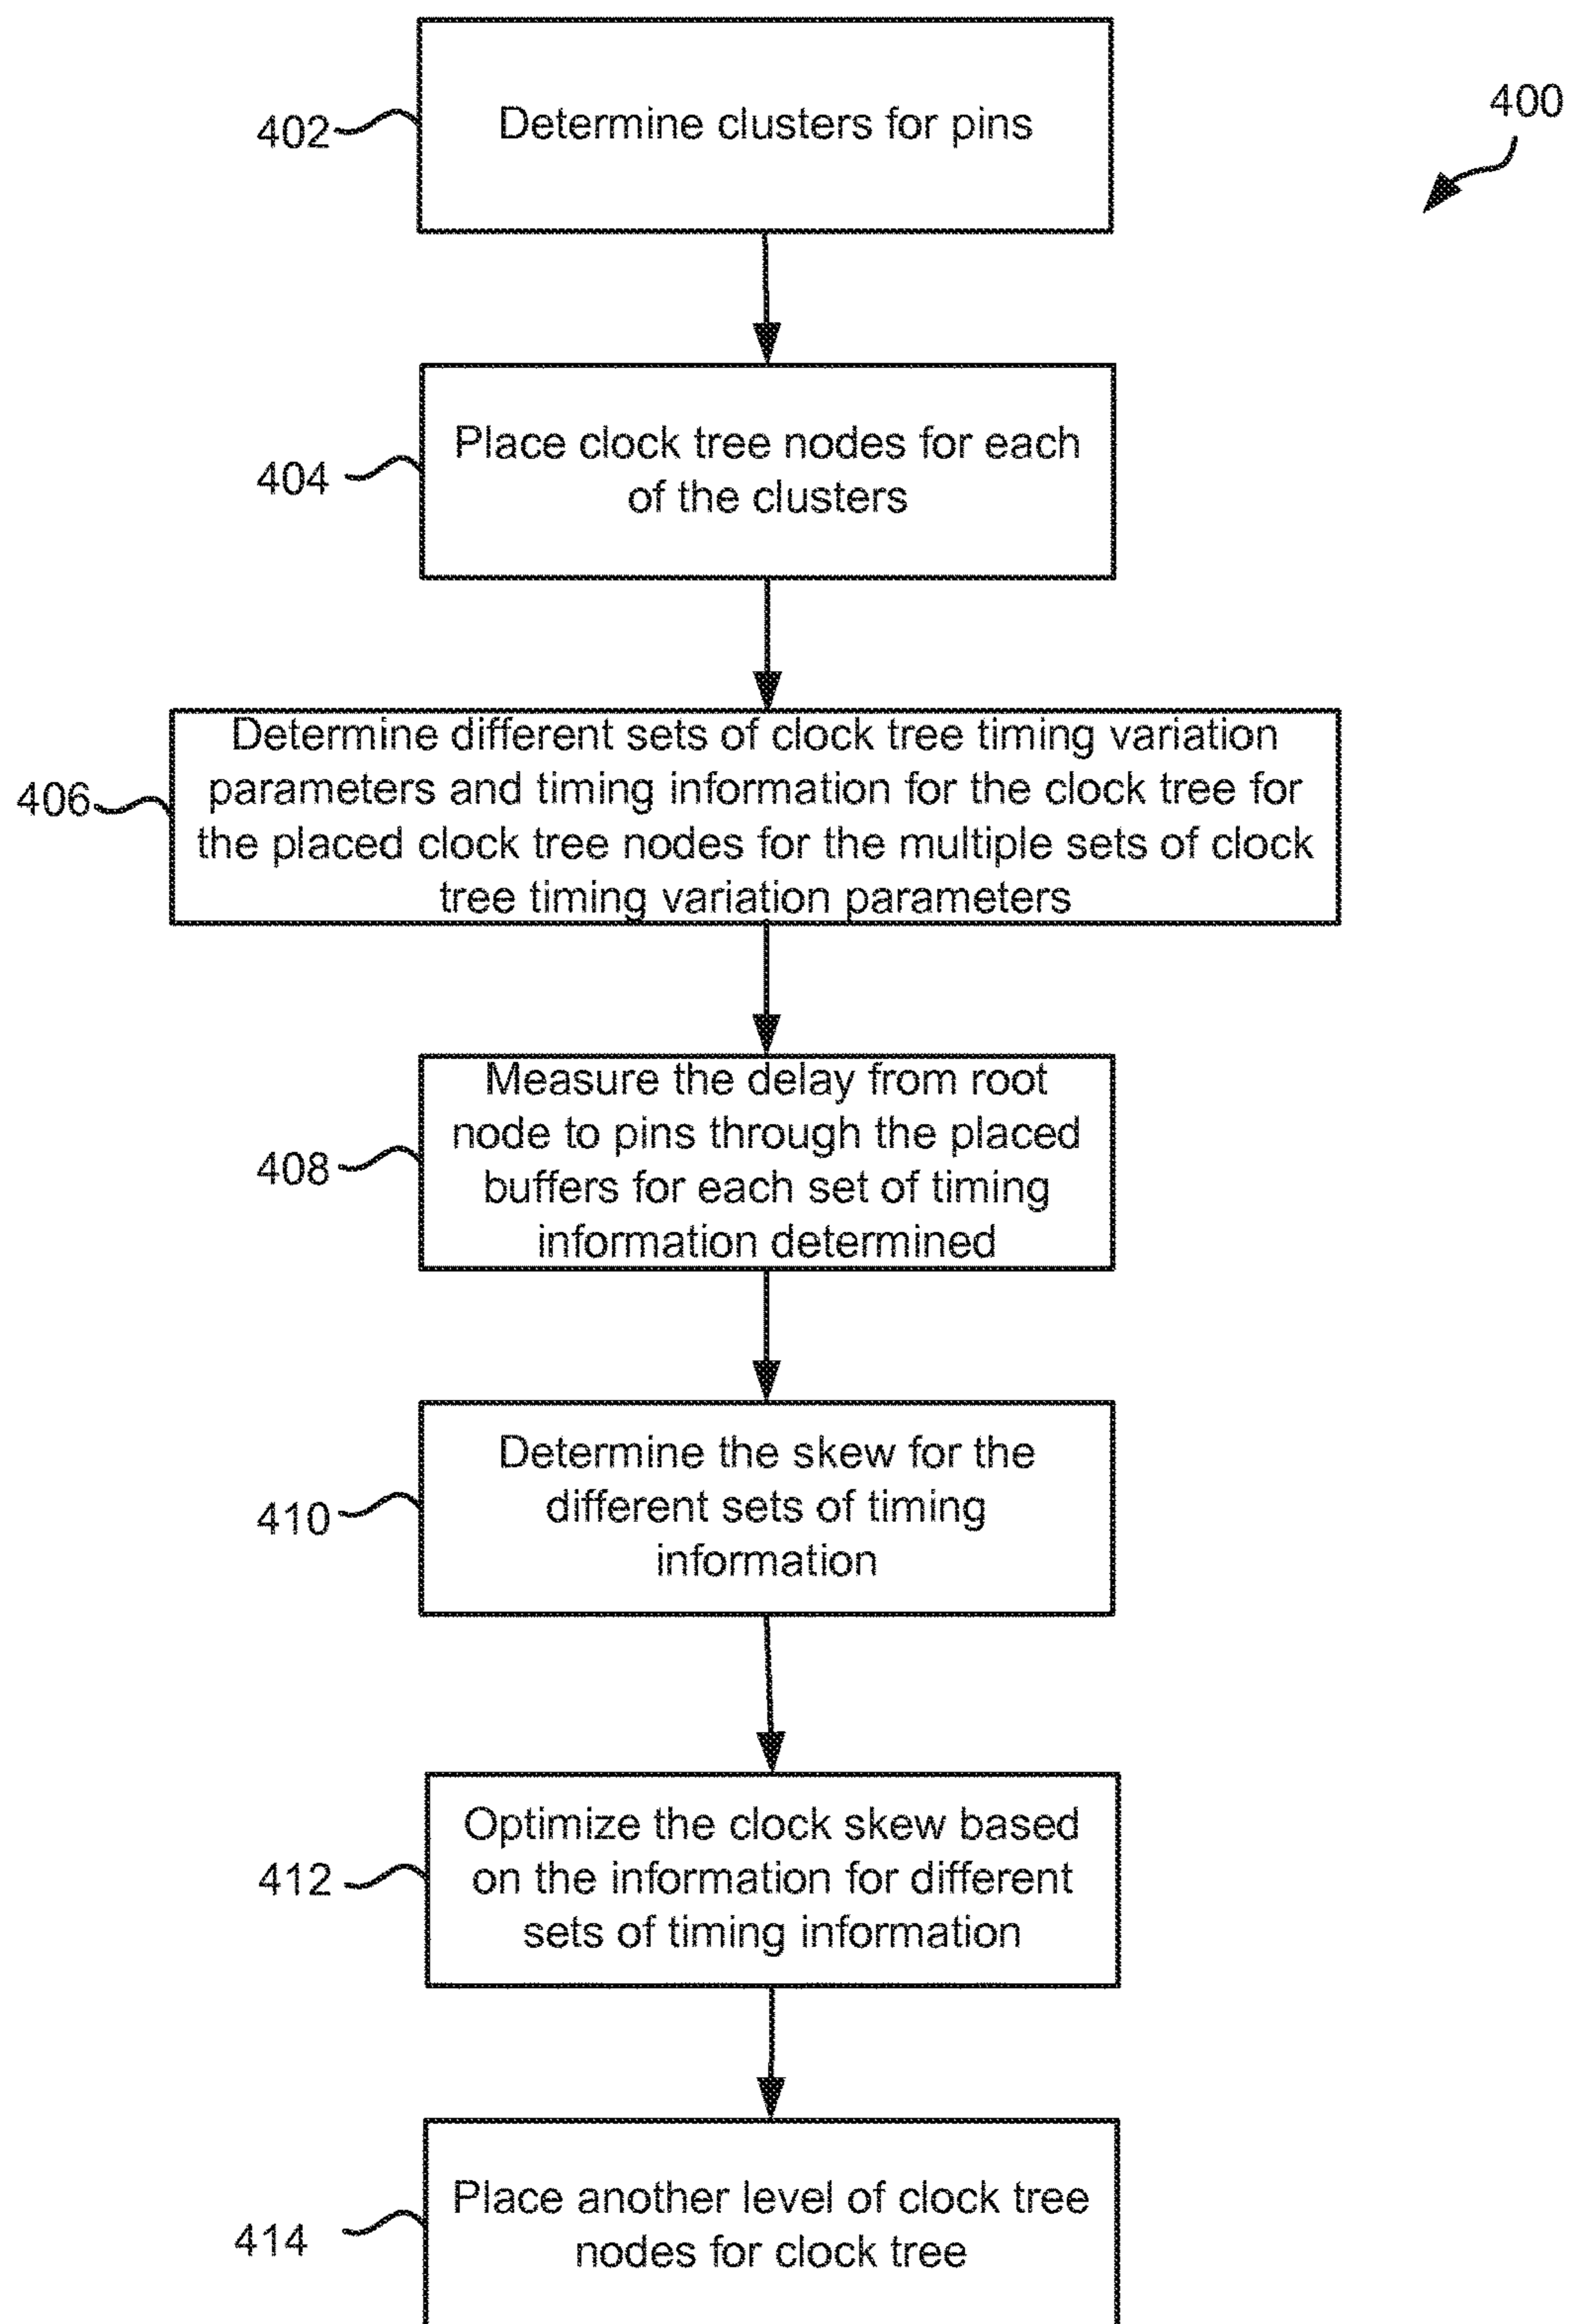 400
402
Determine clusters for pins
404
Place clock tree nodes for each
of the clusters
406
Determine different sets of clock tree timing variation
parameters and timing information for the clock tree for
the placed clock tree nodes for the multiple sets of clock
tree timing variation parameters
408
Measure the delay from root
node to pins through the placed
buffers for each set of timing
information determined
410
Determine the skew for the
different sets of timing
information
412
Optimize the clock skew based
on the information for different
sets of timing information
414
Place another level of clock tree
nodes for clock tree